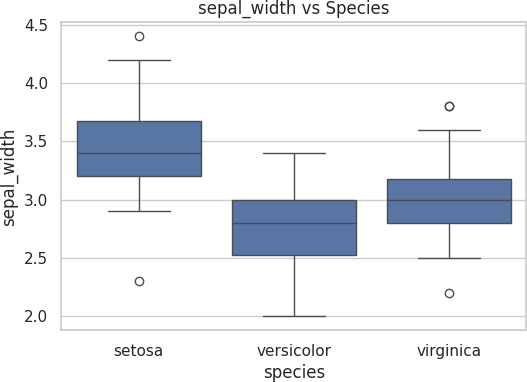 sepal_width vs Species
4.5
4.0
3.5
3.0
2.5
2.0
sepal_width
setosa versicolor virginica
species